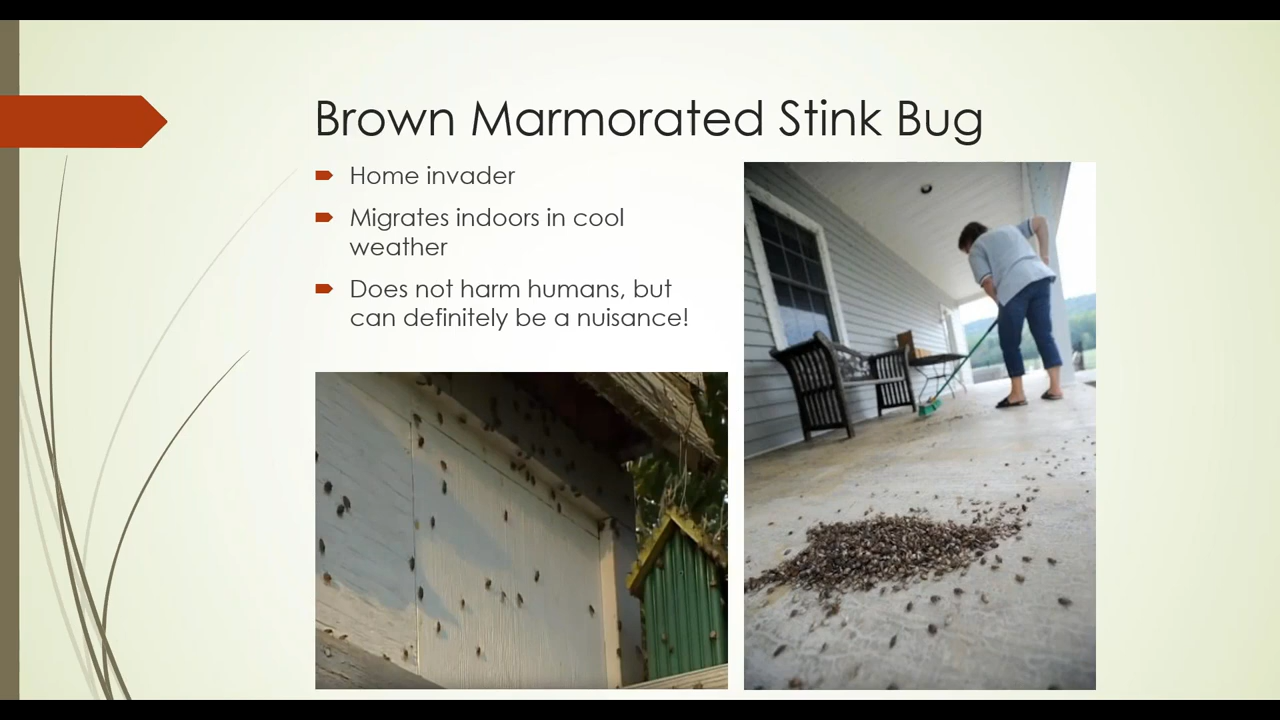 Brown Marmorated Stink Bug
Home invader
Migrates indoors in cool
weather
Does not harm humans, but
can definitely be a nuisance!